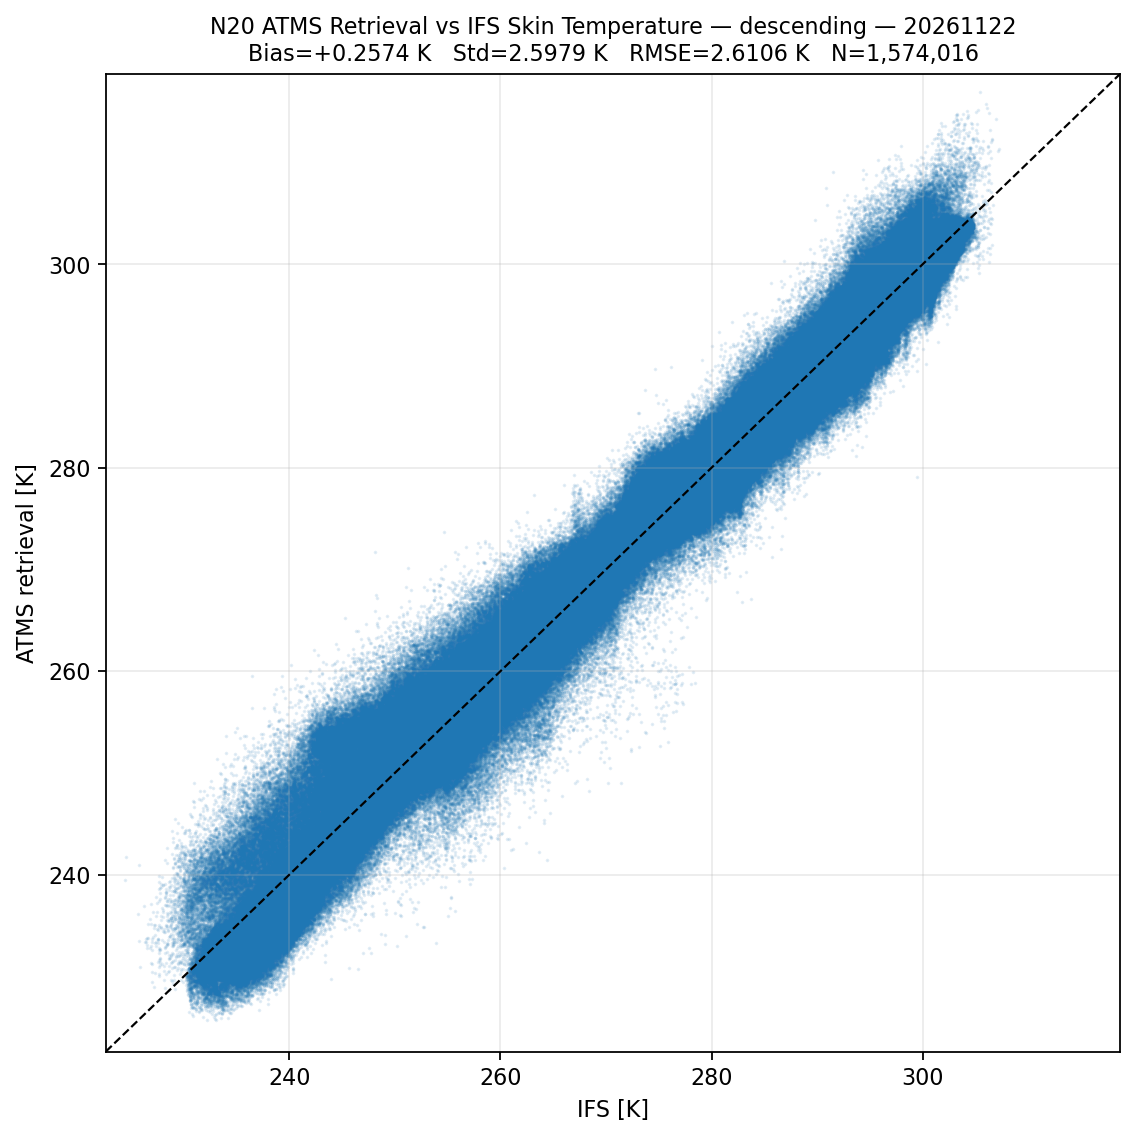 N20 ATMS Retrieval vs IFS Skin Temperature — descending — 20261122
Bias=+0.2574 K   Std=2.5979 K   RMSE=2.6106 K   N=1,574,016
300
280
260
240
ATMS retrieval [K]
240
260
280
300
IFS [K]